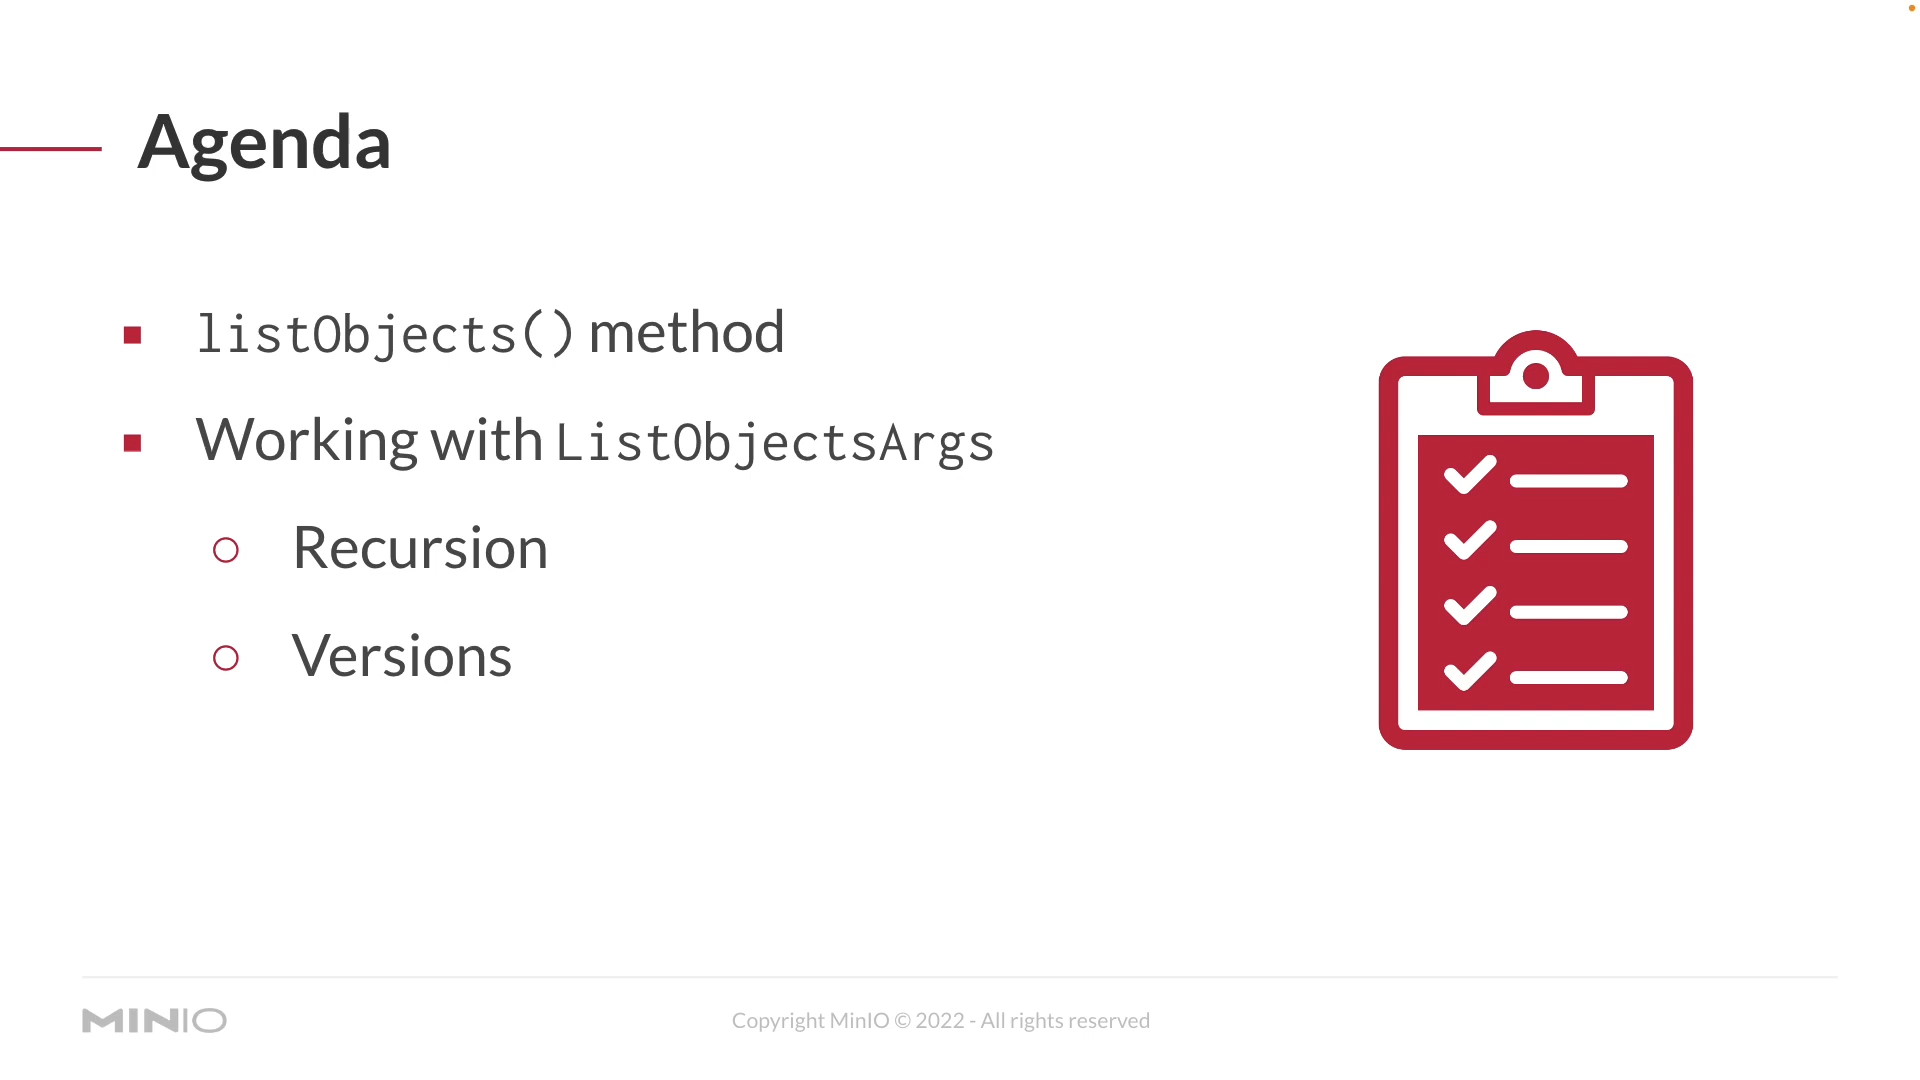 Agenda
listObjects() method
Working with ListObjectsArgs
Recursion
Versions
MINIO
Copyright MinIO © 2022 - All rights reserved